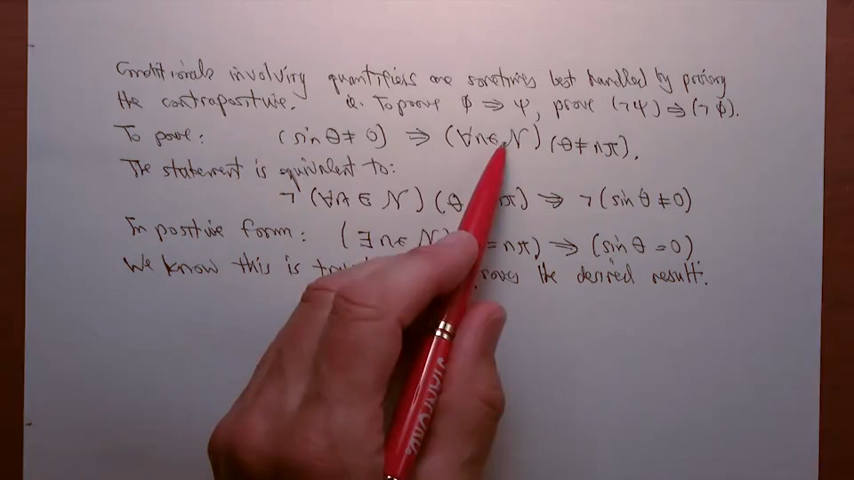 Conditionals involving quantifiers are sometimes best handled by proving
the contrapositive. ie. To prove φ ⇒ ψ, prove (¬ψ) ⇒ (¬φ).
To prove: (sin θ ≠ 0) ⇒ (∀n∈N) (θ ≠ nπ).
The statement is equivalent to:
¬(∀n ∈ N)(θ π) ⇒ ¬(sin θ ≠ 0)
In positive form: (∃n∈N) = nπ) ⇒ (sin θ = 0)
We know this is proves the desired result.